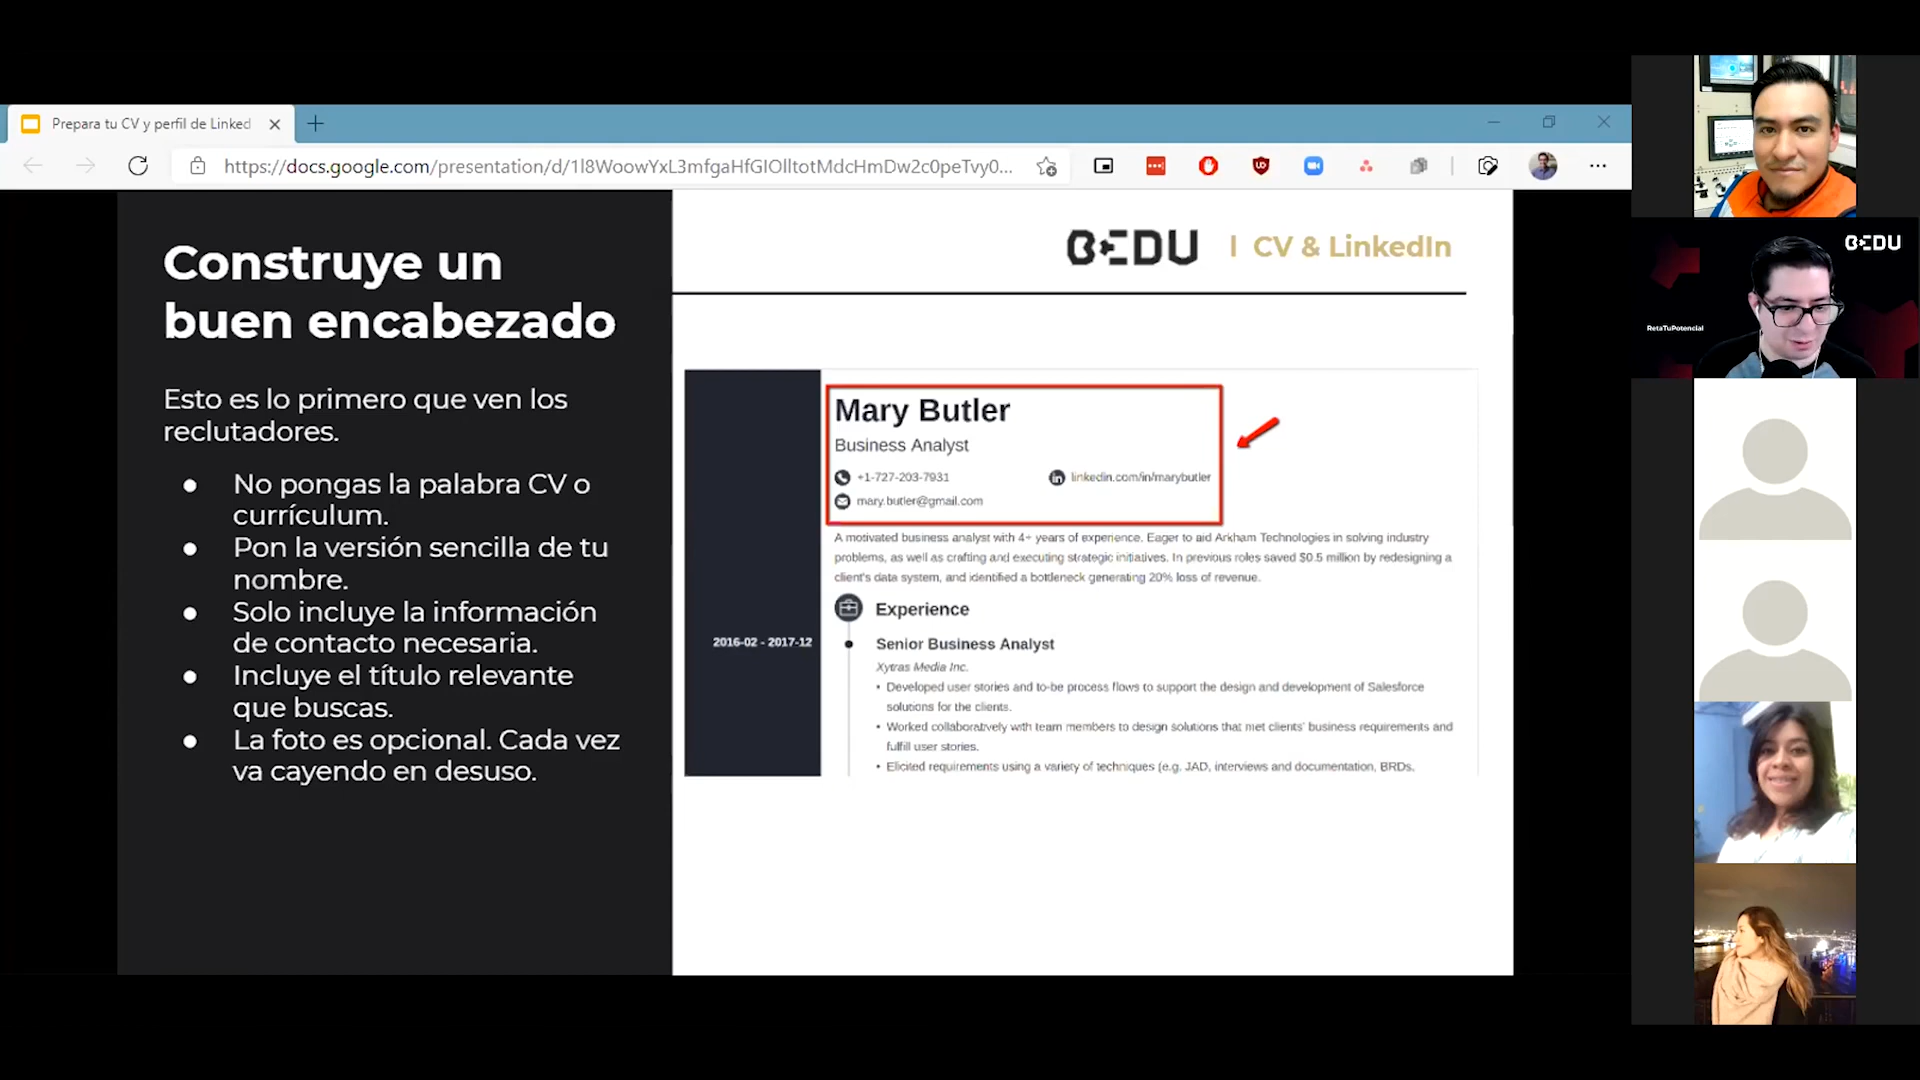 Prepara tu CV y perfil de Linked
https://docs.google.com/presentation/d/1l8WoowYxL3mfgaHfGIOlltotMdcHmDw2c0peTvy0...
Construye un
buen encabezado
Esto es lo primero que ven los
reclutadores.
● No pongas la palabra CV o
currículum.
● Pon la versión sencilla de tu
nombre.
● Solo incluye la información
de contacto necesaria.
● Incluye el título relevante
que buscas.
● La foto es opcional. Cada vez
va cayendo en desuso.
BEDU | CV & LinkedIn
Mary Butler
Business Analyst
+1-727-203-7931
linkedin.com/in/marybutler
mary.butler@gmail.com
A motivated business analyst with 4+ years of experience. Eager to aid Arkham Technologies in solving industry
problems, as well as crafting and executing strategic initiatives. In previous roles saved $0.5 million by redesigning a
client's data system, and identified a bottleneck generating 20% loss of revenue.
Experience
2016-02 - 2017-12
Senior Business Analyst
Xytras Media Inc.
• Developed user stories and to-be process flows to support the design and development of Salesforce
solutions for the clients.
• Worked collaboratively with team members to design solutions that met clients' business requirements and
fulfill user stories.
• Elicited requirements using a variety of techniques (e.g. JAD, interviews and documentation, BRDs,
BEDU
RetaTuPotencial